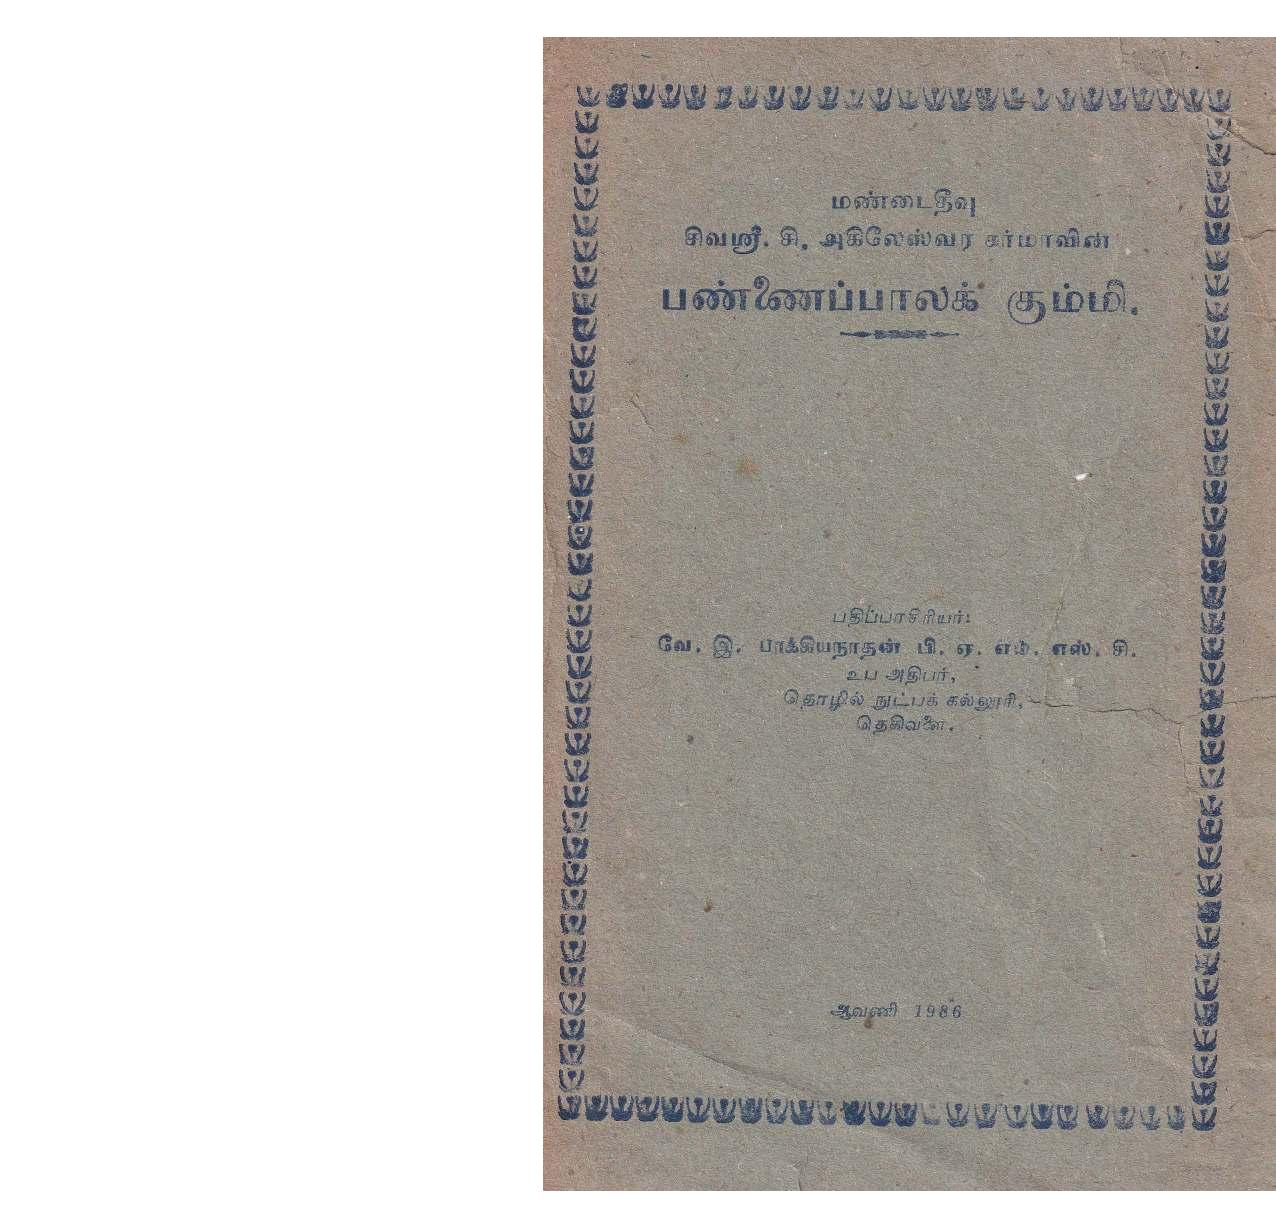 மண்டைதீவு
சிவஸ்ரீ. சி. அகிலேஸ்வர சர்மாவின்
பண்ணைப்பாலக் கும்மி.
பதிப்பாசிரியர்:
வே. இ. பாக்கியநாதன் பி. ஏ. எம். எஸ். சி.
உப அதிபர்,
தொழில் நுட்பக் கல்லூரி,
தெகிவளை.
ஆவணி 1986